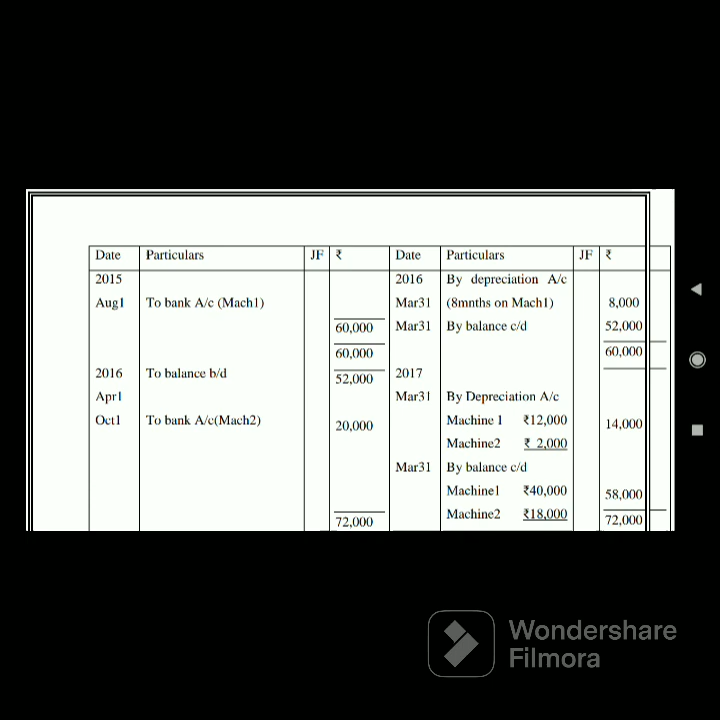 Date Particulars JF ₹ Date Particulars JF ₹
2015 2016 By depreciation A/c
Aug1 To bank A/c (Mach1) Mar31 (8mnths on Mach1) 8,000
60,000 Mar31 By balance c/d 52,000
60,000 60,000
2016 To balance b/d 52,000 2017
Apr1 Mar31 By Depreciation A/c
Oct1 To bank A/c(Mach2) 20,000 Machine 1 ₹12,000 14,000
Machine2 ₹ 2,000
Mar31 By balance c/d
Machine1 ₹40,000 58,000
72,000 Machine2 ₹18,000 72,000
Wondershare
Filmora